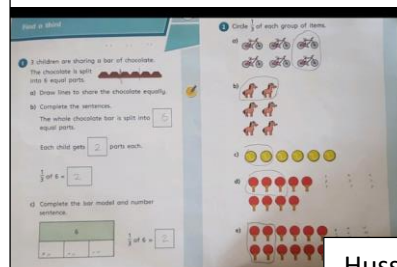 Find a third
1 3 children are sharing a bar of chocolate.
The chocolate is split
into 6 equal parts.
a) Draw lines to share the chocolate equally.
b) Complete the sentences.
The whole chocolate bar is split into
equal parts.
Each child gets 2 parts each.
1/3 of 6 = 2
c) Complete the bar model and number
sentence.
6
1/3 of 6 = 2
2 Circle 1/3 of each group of items.
a)
b)
c)
d)
e)
Huss